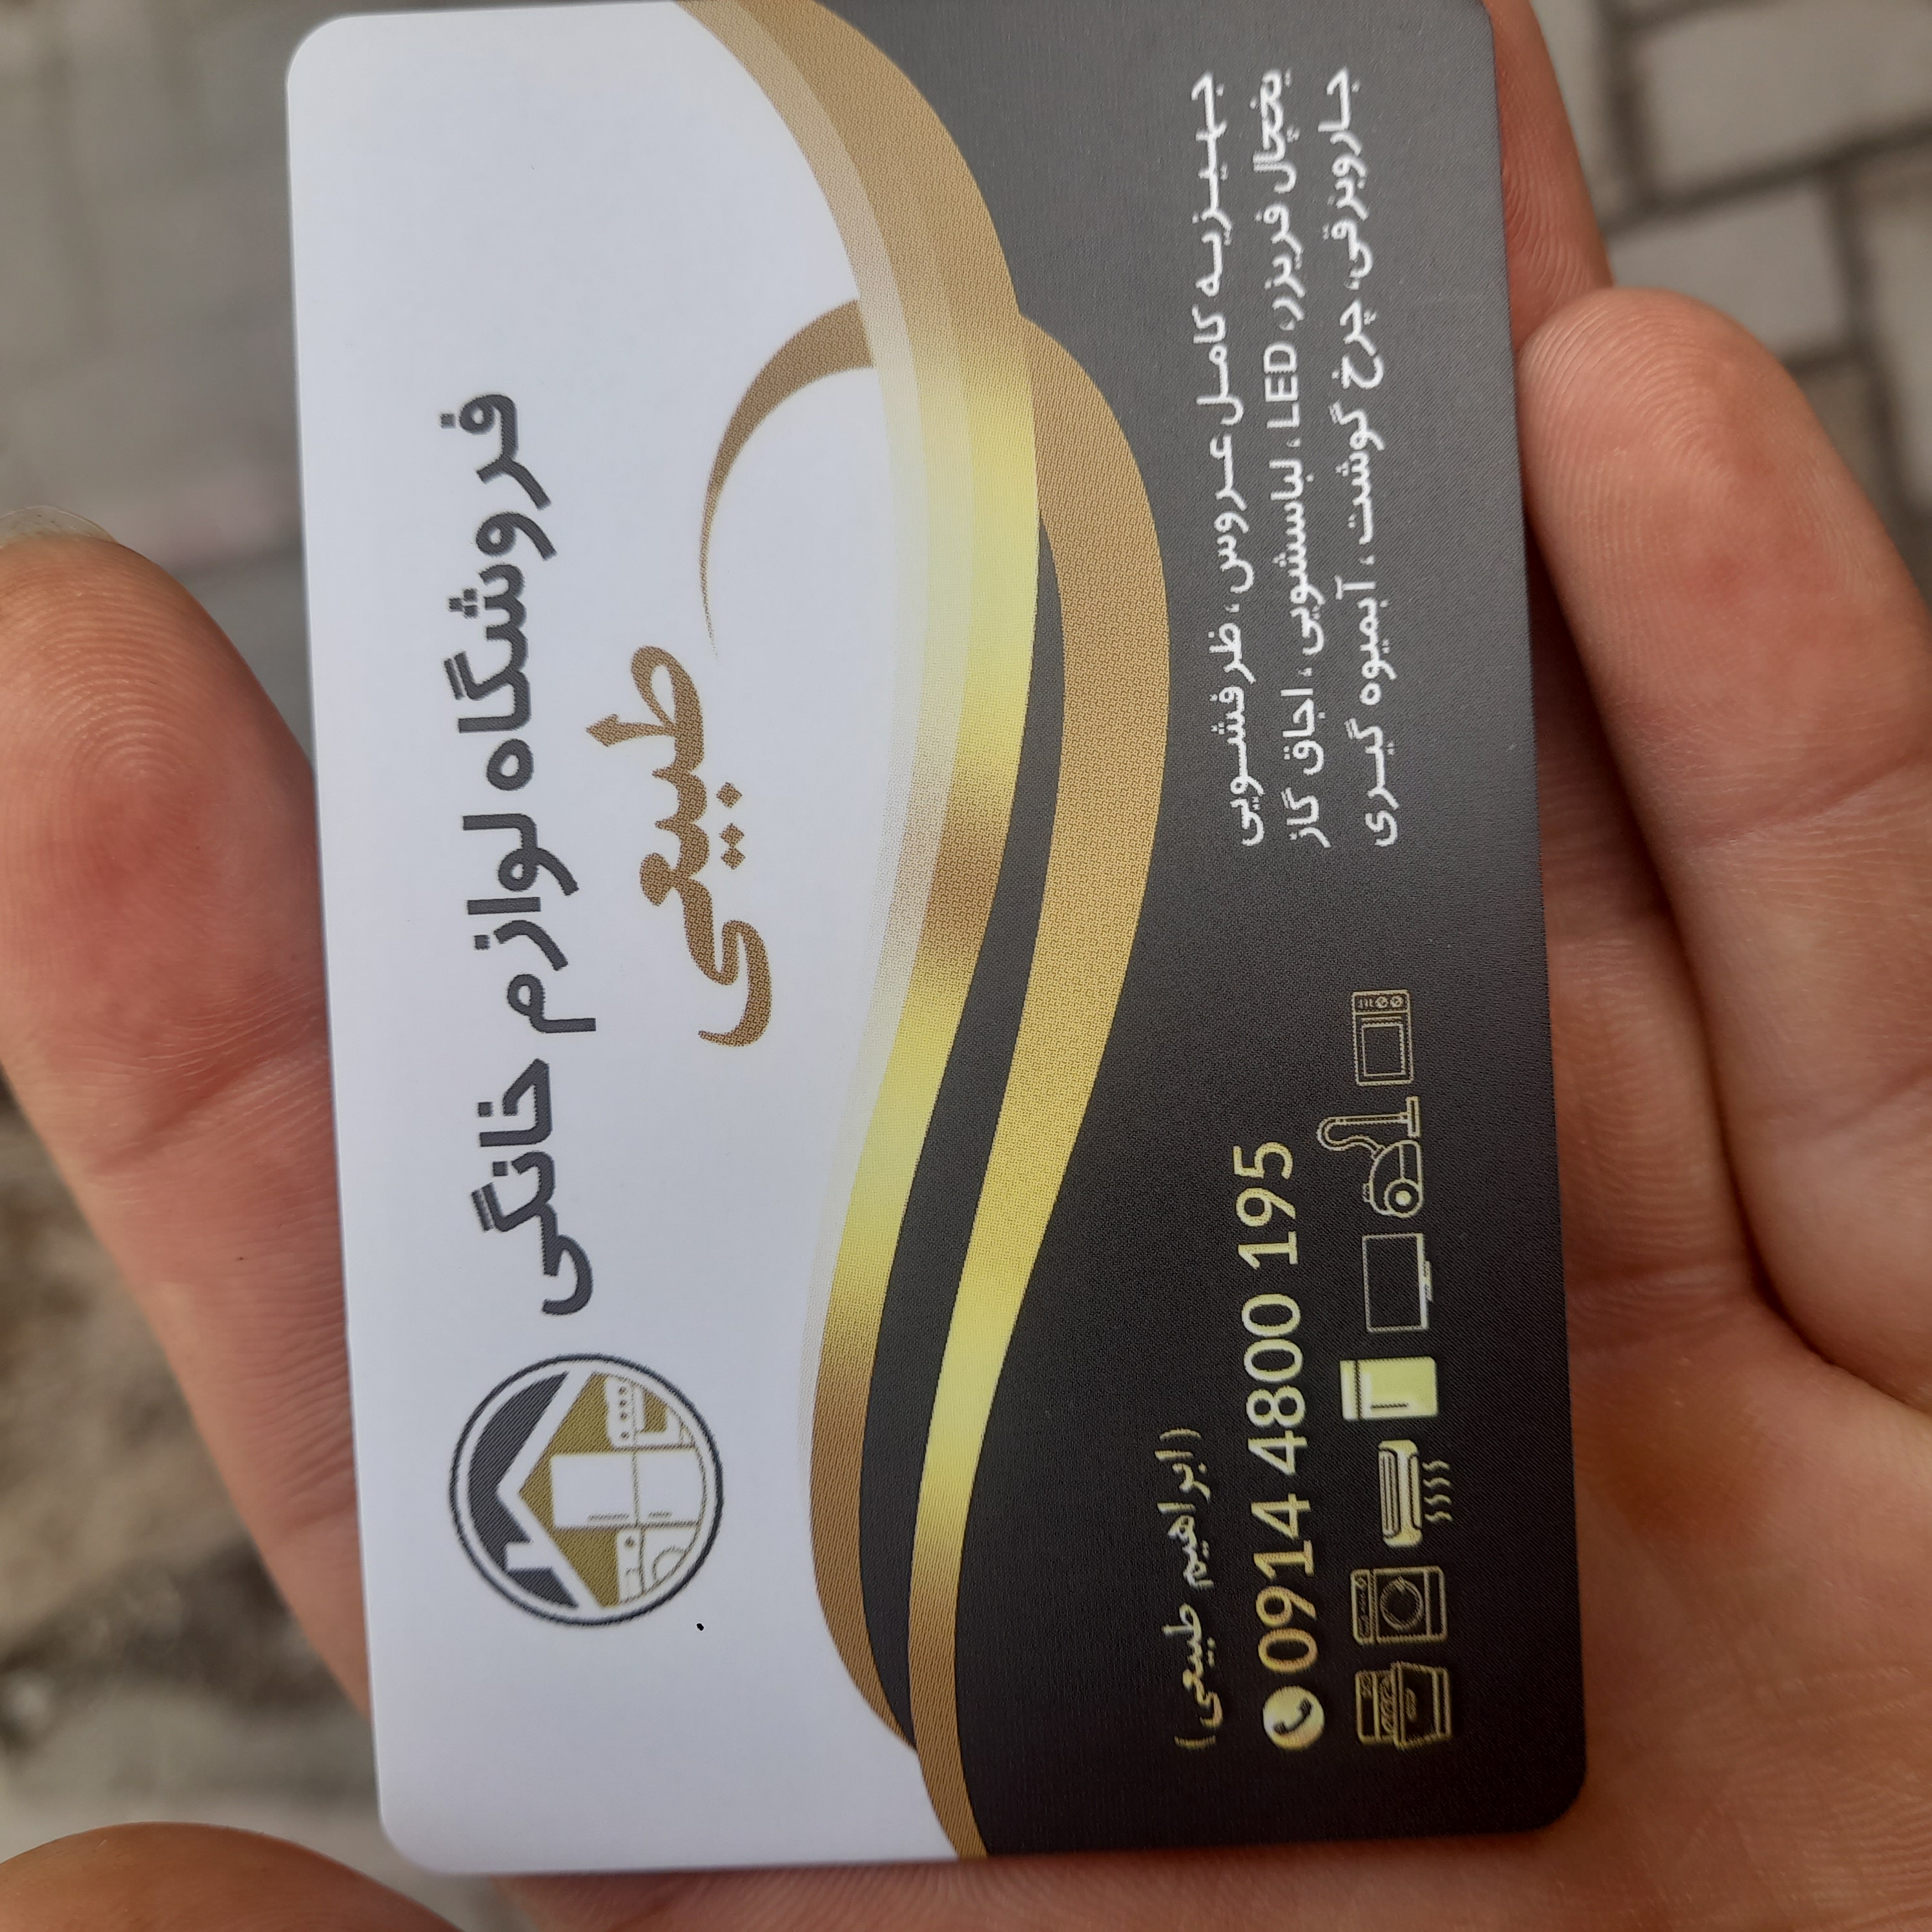 فروشگاه لوازم خانگی
طبیعی
جهیزیه کامل عروس ، ظرفشویی
یخچال فریزر، LED ، لباسشویی ، اجاق گاز
جاروبرقی، چرخ گوشت ، آبمیوه گیری
(ابراهیم طبیعی)
0914 4800 195